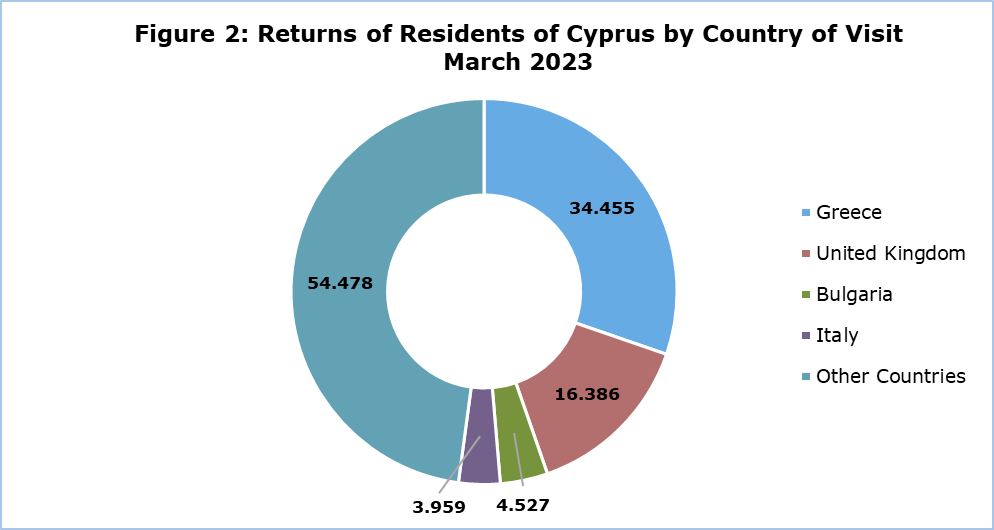 Figure 2: Returns of Residents of Cyprus by Country of Visit
March 2023
34.455
54.478
16.386
3.959
4.527
Greece
United Kingdom
Bulgaria
Italy
Other Countries